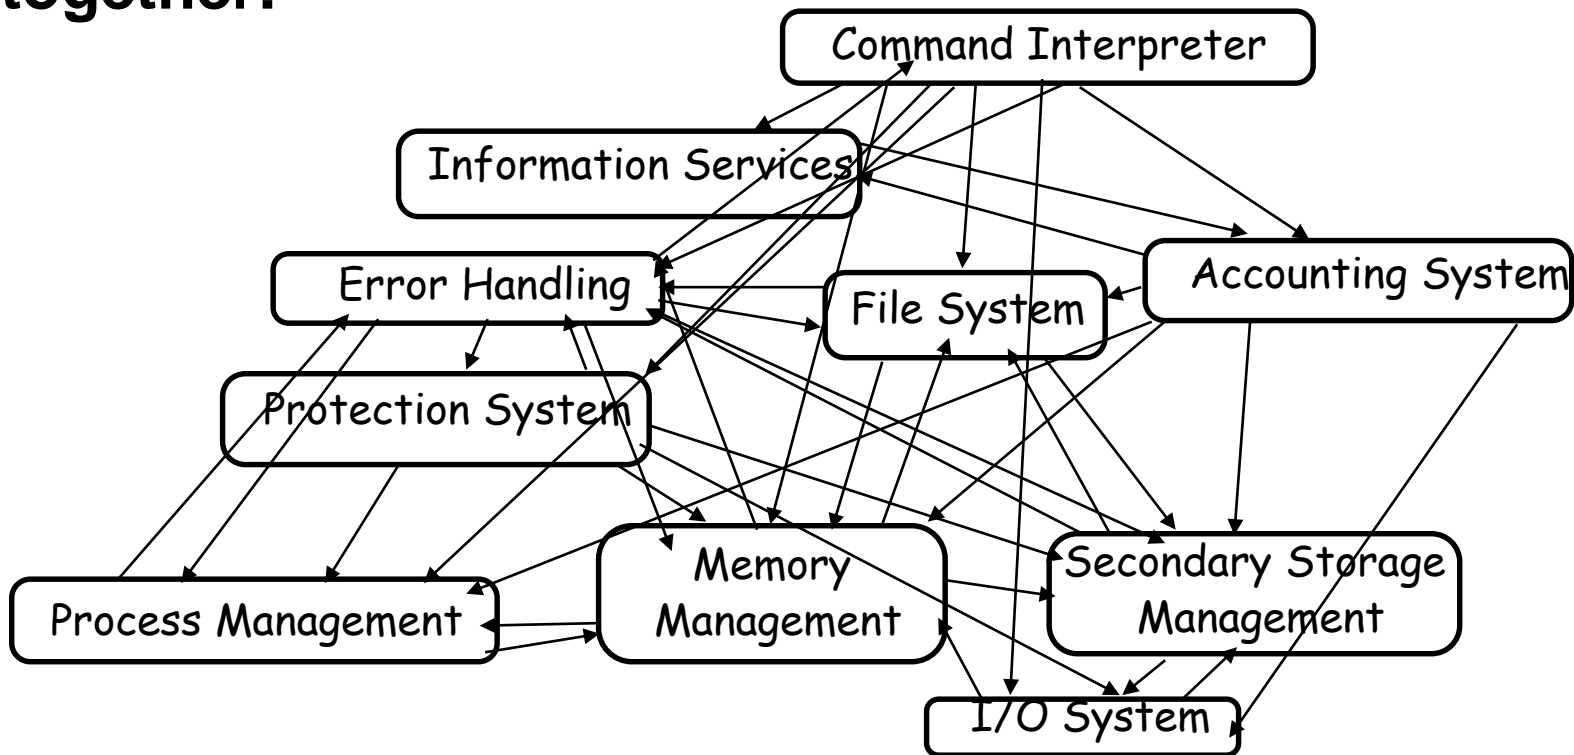 together:
Command Interpreter
Information Services
Error Handling
File System
Accounting System
Protection System
Memory
Management
Secondary Storage
Management
Process Management
I/O System